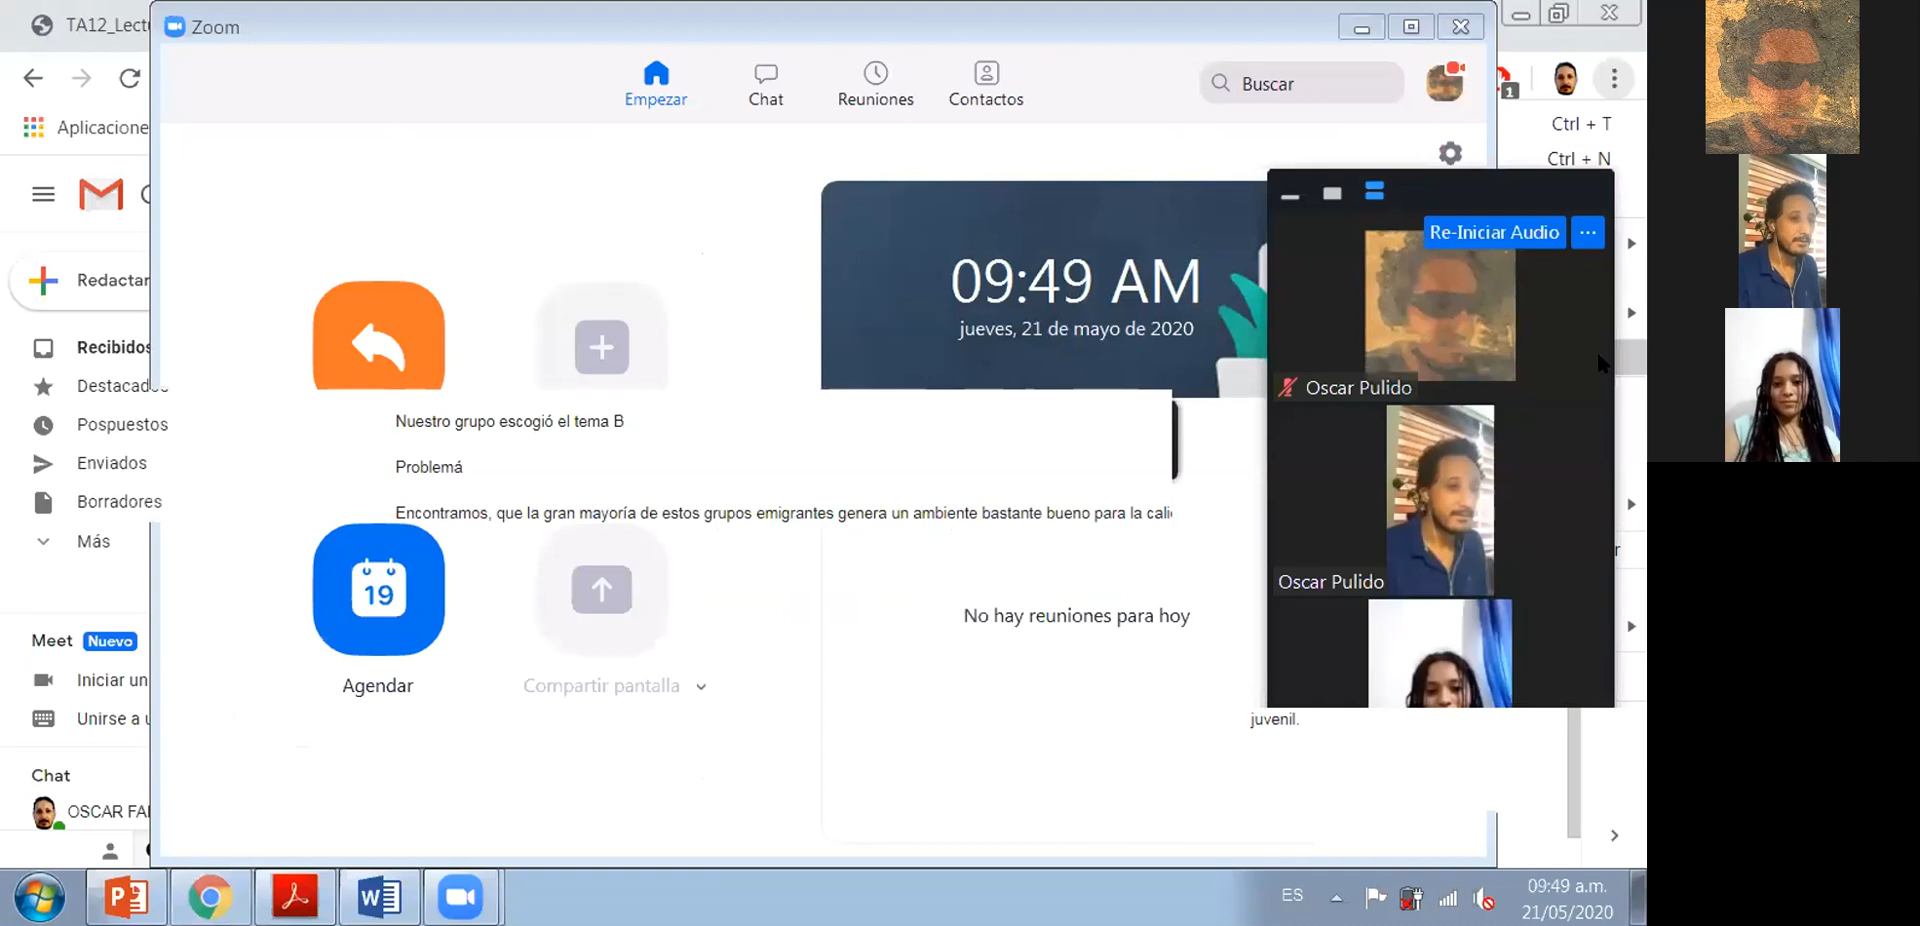 TA12_Lectu
Zoom
Empezar
Chat
Reuniones
Contactos
Buscar
1
Aplicacione
Ctrl + T
Ctrl + N
Redactar
Recibidos
Destacados
Pospuestos
Enviados
Borradores
Más
Meet Nuevo
Iniciar un
Unirse a u
Chat
OSCAR FA
09:49 AM
jueves, 21 de mayo de 2020
Re-Iniciar Audio
Oscar Pulido
Oscar Pulido
Nuestro grupo escogió el tema B
Problemá
Encontramos, que la gran mayoría de estos grupos emigrantes genera un ambiente bastante bueno para la cali
19
Agendar
Compartir pantalla
No hay reuniones para hoy
juvenil.
ES
09:49 a.m.
21/05/2020